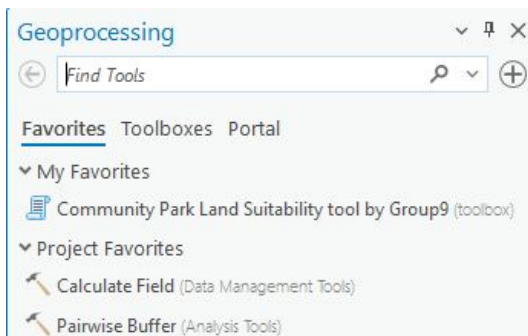 Geoprocessing
Find Tools
Favorites Toolboxes Portal
My Favorites
Community Park Land Suitability tool by Group9 (toolbox)
Project Favorites
Calculate Field (Data Management Tools)
Pairwise Buffer (Analysis Tools)